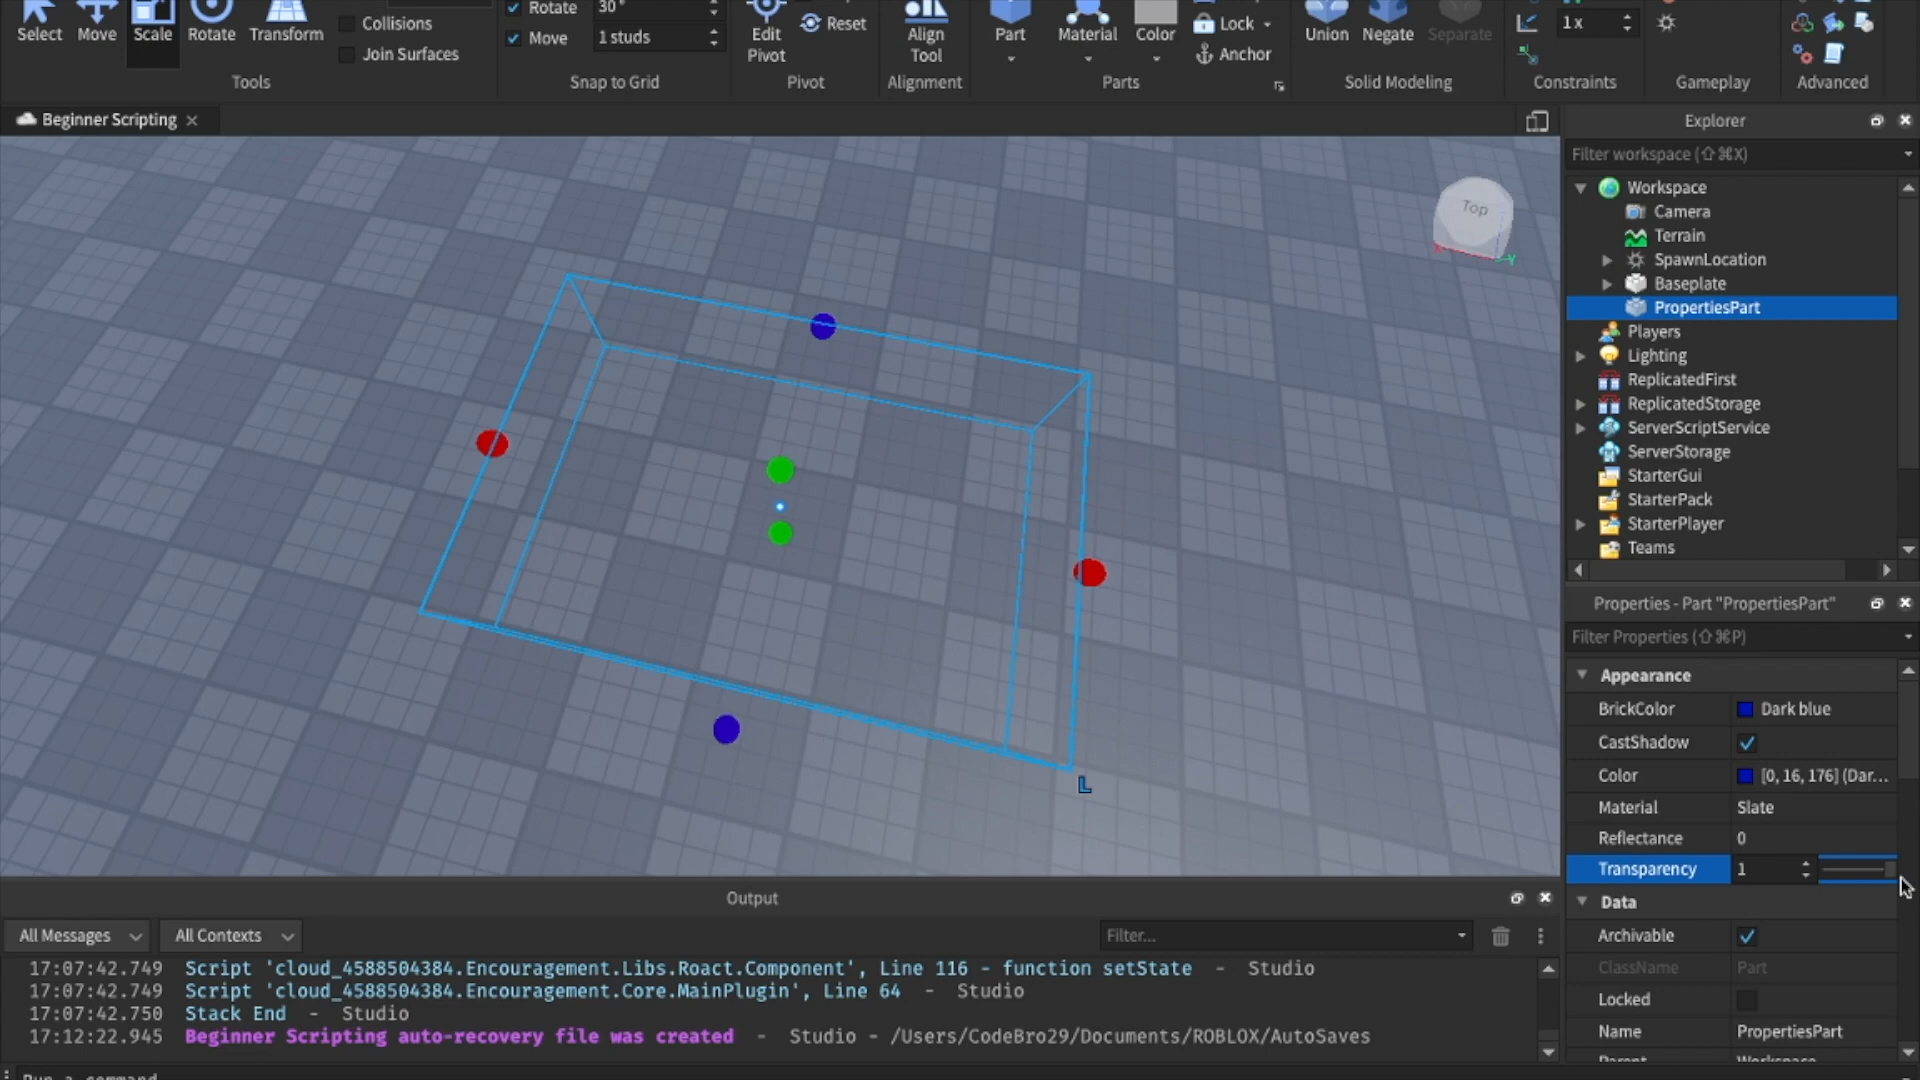 Select Move Scale Rotate Transform
Collisions
Join Surfaces
Tools
Rotate 30°
Move 1 studs
Snap to Grid
Edit Pivot
Reset
Pivot
Align Tool
Alignment
Part Material Color
Lock
Anchor
Parts
Union Negate Separate
Solid Modeling
1x
Constraints
Gameplay
Advanced
Beginner Scripting
Top
Y
L
Explorer
Filter workspace (⇧⌘X)
Workspace
Camera
Terrain
SpawnLocation
Baseplate
PropertiesPart
Players
Lighting
ReplicatedFirst
ReplicatedStorage
ServerScriptService
ServerStorage
StarterGui
StarterPack
StarterPlayer
Teams
Properties - Part "PropertiesPart"
Filter Properties (⇧⌘P)
Appearance
BrickColor Dark blue
CastShadow
Color [0, 16, 176] (Dar...
Material Slate
Reflectance 0
Transparency 1
Data
Archivable
ClassName Part
Locked
Name PropertiesPart
Parent Workspace
Output
All Messages All Contexts Filter...
17:07:42.749 Script 'cloud_4588504384.Encouragement.Libs.Roact.Component', Line 116 - function setState - Studio
17:07:42.749 Script 'cloud_4588504384.Encouragement.Core.MainPlugin', Line 64 - Studio
17:07:42.750 Stack End - Studio
17:12:22.945 Beginner Scripting auto-recovery file was created - Studio - /Users/CodeBro29/Documents/ROBLOX/AutoSaves
Run a command